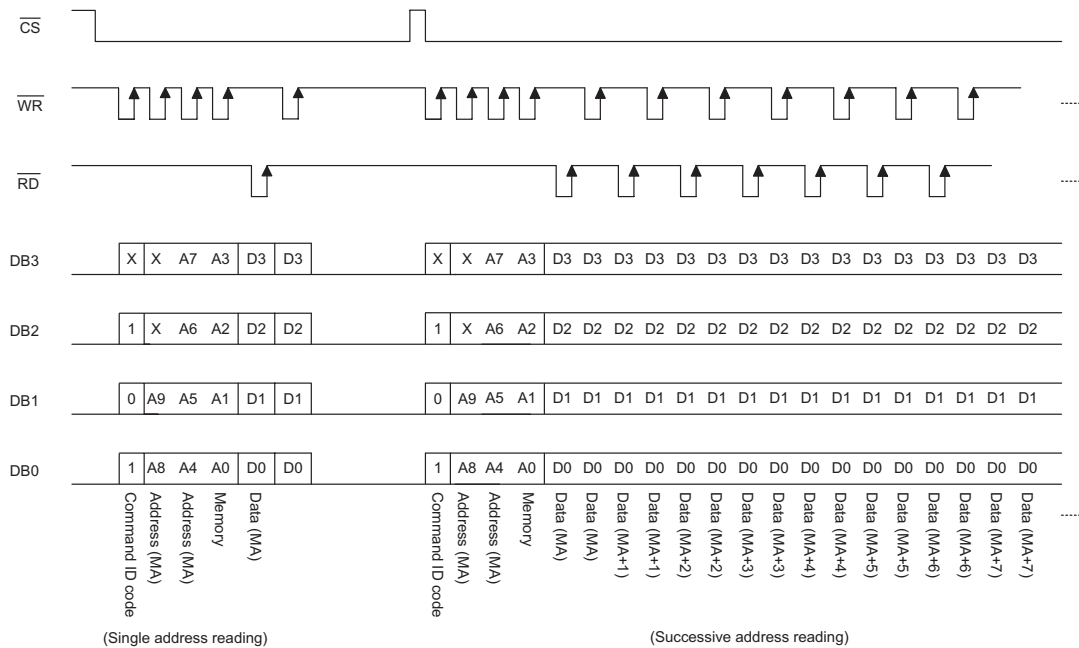 CS
WR
RD
DB3 X X A7 A3 D3 D3 X X A7 A3 D3 D3 D3 D3 D3 D3 D3 D3 D3 D3 D3 D3 D3 D3 D3 D3
DB2 1 X A6 A2 D2 D2 1 X A6 A2 D2 D2 D2 D2 D2 D2 D2 D2 D2 D2 D2 D2 D2 D2 D2 D2
DB1 0 A9 A5 A1 D1 D1 0 A9 A5 A1 D1 D1 D1 D1 D1 D1 D1 D1 D1 D1 D1 D1 D1 D1 D1 D1
DB0 1 A8 A4 A0 D0 D0 1 A8 A4 A0 D0 D0 D0 D0 D0 D0 D0 D0 D0 D0 D0 D0 D0 D0 D0 D0
Command ID code
Address (MA)
Address (MA)
Memory
Data (MA)
Command ID code
Address (MA)
Address (MA)
Memory
Data (MA)
Data (MA)
Data (MA+1)
Data (MA+1)
Data (MA+2)
Data (MA+2)
Data (MA+3)
Data (MA+3)
Data (MA+4)
Data (MA+4)
Data (MA+5)
Data (MA+5)
Data (MA+6)
Data (MA+6)
Data (MA+7)
Data (MA+7)
(Single address reading)
(Successive address reading)